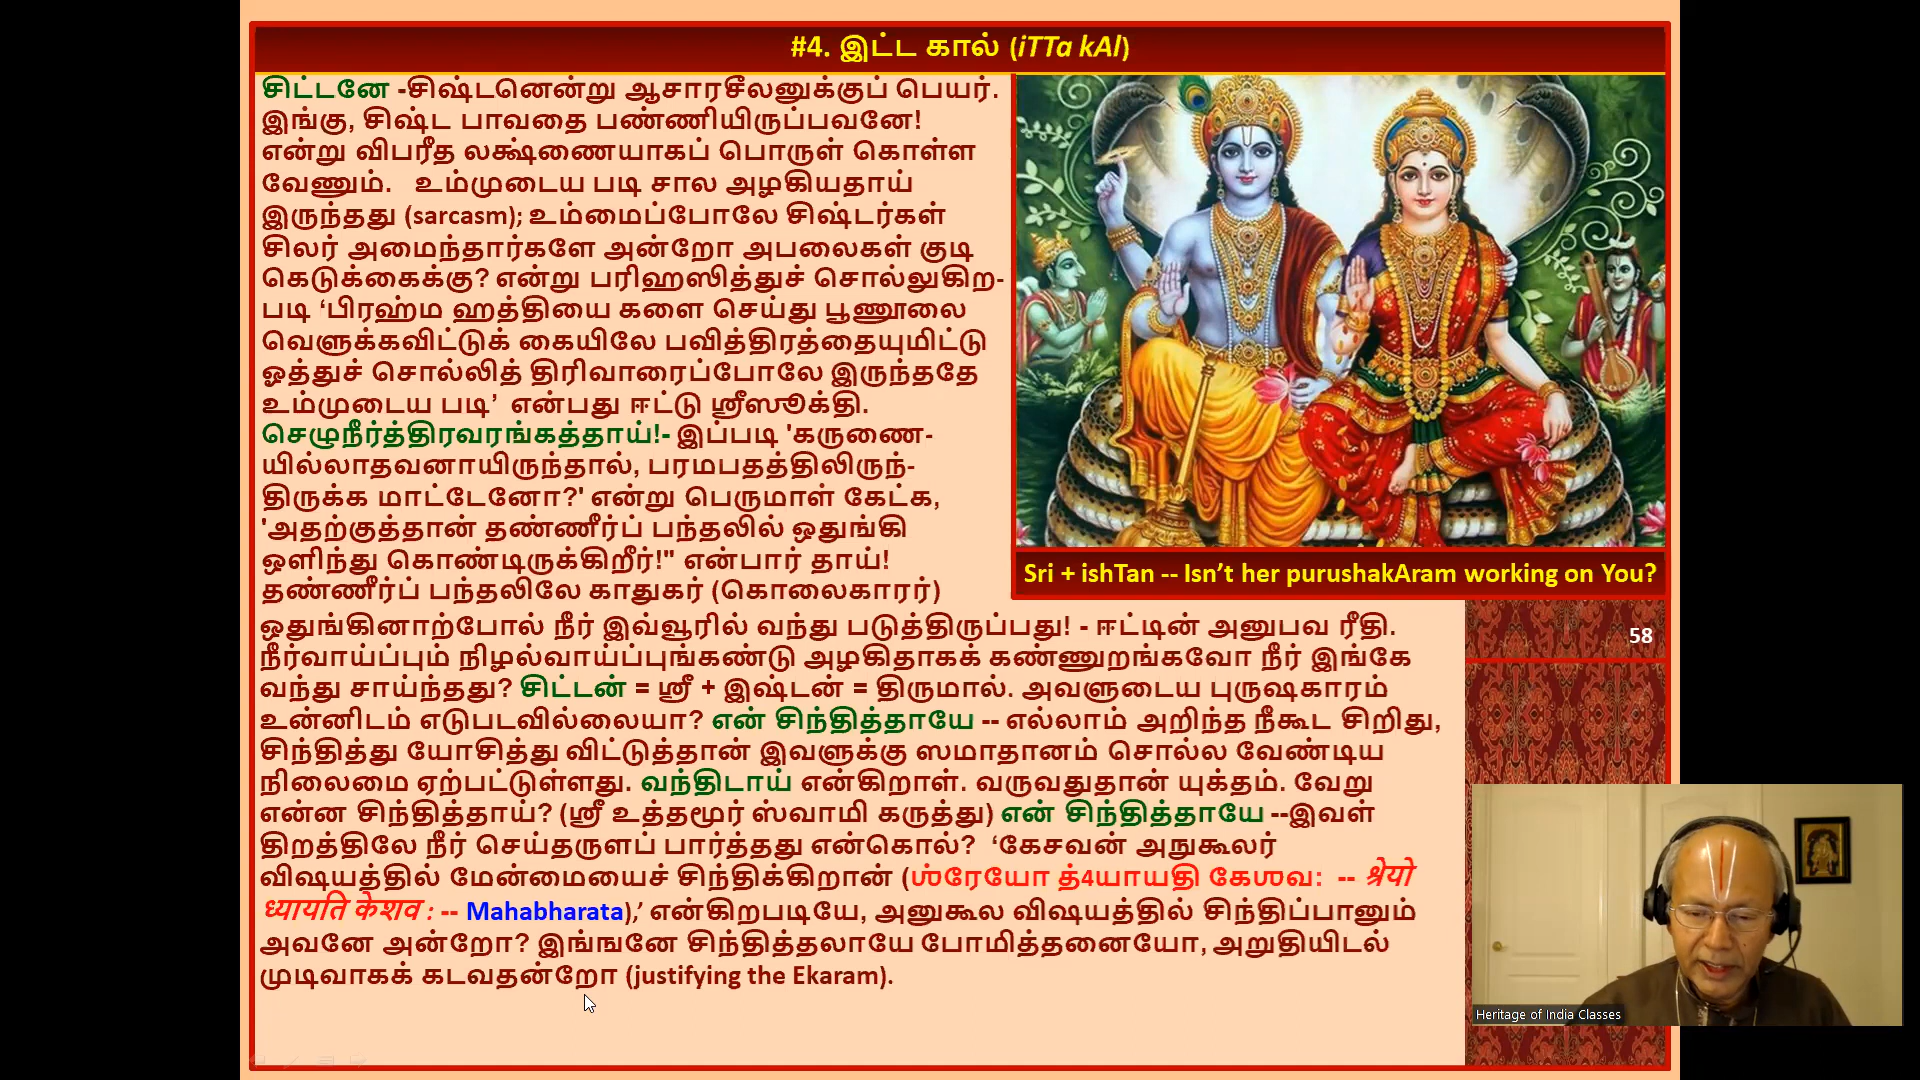 #4. இட்ட கால் (iTTa kAl)
சிட்டனே -சிஷ்டனென்று ஆசாரசீலனுக்குப் பெயர்.
இங்கு, சிஷ்ட பாவதை பண்ணியிருப்பவனே!
என்று விபரீத லக்ஷணையாகப் பொருள் கொள்ள
வேணும்.   உம்முடைய படி சால அழகியதாய்
இருந்தது (sarcasm); உம்மைப்போலே சிஷ்டர்கள்
சிலர் அமைந்தார்களே அன்றோ அபலைகள் குடி
கெடுக்கைக்கு? என்று பரிஹஸித்துச் சொல்லுகிற-
படி ‘பிரஹ்ம ஹத்தியை களை செய்து பூணூலை
வெளுக்கவிட்டுக் கையிலே பவித்திரத்தையுமிட்டு
ஓத்துச் சொல்லித் திரிவாரைப்போலே இருந்ததே
உம்முடைய படி’ என்பது ஈட்டு ஸ்ரீஸூக்தி.
செழுநீர்த்திரவரங்கத்தாய்!- இப்படி 'கருணை-
யில்லாதவனாயிருந்தால், பரமபதத்திலிருந்-
திருக்க மாட்டேனோ?' என்று பெருமாள் கேட்க,
'அதற்குத்தான் தண்ணீர்ப் பந்தலில் ஒதுங்கி
ஒளிந்து கொண்டிருக்கிறீர்!" என்பார் தாய்!
தண்ணீர்ப் பந்தலிலே காதுகர் (கொலைகாரர்)
Sri + ishTan -- Isn’t her purushakAram working on You?
ஒதுங்கினாற்போல் நீர் இவ்வூரில் வந்து படுத்திருப்பது! - ஈட்டின் அனுபவ ரீதி.
58
நீர்வாய்ப்பும் நிழல்வாய்ப்புங்கண்டு அழகிதாகக் கண்ணுறங்கவோ நீர் இங்கே
வந்து சாய்ந்தது? சிட்டன் = ஸ்ரீ + இஷ்டன் = திருமால். அவளுடைய புருஷகாரம்
உன்னிடம் எடுபடவில்லையா? என் சிந்தித்தாயே -- எல்லாம் அறிந்த நீகூட சிறிது,
சிந்தித்து யோசித்து விட்டுத்தான் இவளுக்கு ஸமாதானம் சொல்ல வேண்டிய
நிலைமை ஏற்பட்டுள்ளது. வந்திடாய் என்கிறாள். வருவதுதான் யுக்தம். வேறு
என்ன சிந்தித்தாய்? (ஸ்ரீ உத்தமூர் ஸ்வாமி கருத்து) என் சிந்தித்தாயே --இவள்
திறத்திலே நீர் செய்தருளப் பார்த்தது என்கொல்?  ‘கேசவன் அநுகூலர்
விஷயத்தில் மேன்மையைச் சிந்திக்கிறான் (ஶ்ரேயோ த்4யாயதி கேஶவ:  -- श्रेयो
ध्यायति केशव : -- Mahabharata),’ என்கிறபடியே, அனுகூல விஷயத்தில் சிந்திப்பானும்
அவனே அன்றோ? இங்ஙனே சிந்தித்தலாயே போமித்தனையோ, அறுதியிடல்
முடிவாகக் கடவதன்றோ (justifying the Ekaram).
Heritage of India Classes